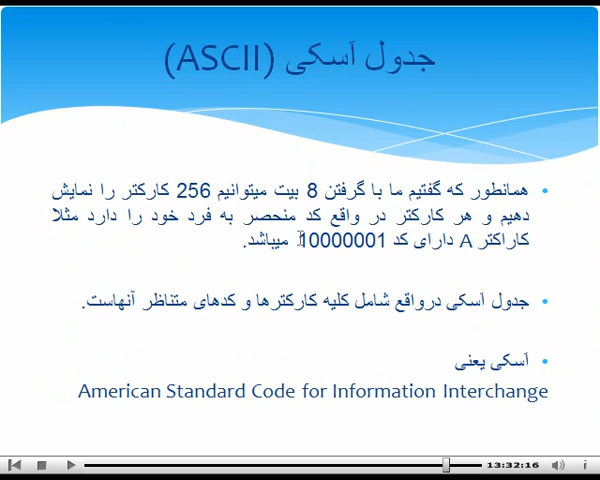 جدول آسکی (ASCII)
همانطور که گفتیم ما با گرفتن 8 بیت میتوانیم 256 کارکتر را نمایش
دهیم و هر کارکتر در واقع کد منحصر به فرد خود را دارد مثلا
کاراکتر A دارای کد 10000001 میباشد.
جدول آسکی درواقع شامل کلیه کارکترها و کدهای متناظر آنهاست.
آسکی یعنی
American Standard Code for Information Interchange
13:32:16